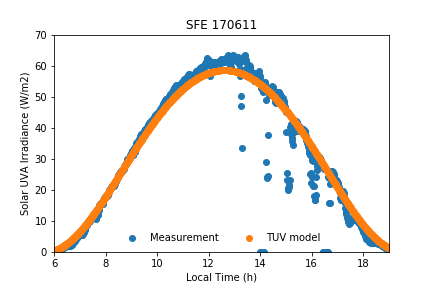 SFE 170611
Solar UVA Irradiance (W/m2)
70
60
50
40
30
20
10
0
Measurement TUV model
6 8 10 12 14 16 18
Local Time (h)